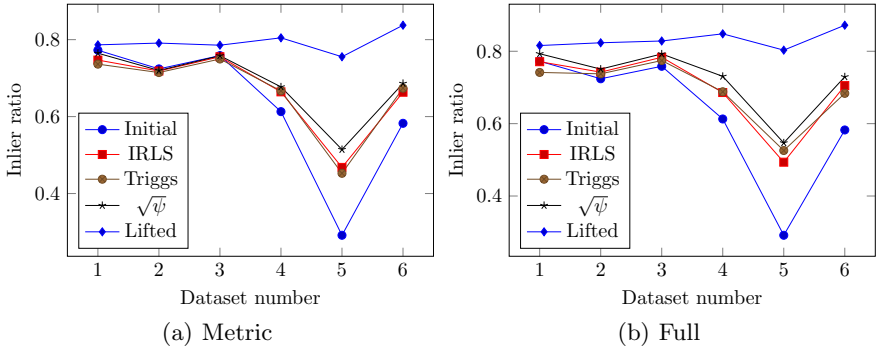 0.8
0.6
0.4
Inlier ratio
Initial
IRLS
Triggs
√ψ
Lifted
1 2 3 4 5 6
Dataset number
(a) Metric
0.8
0.6
0.4
Inlier ratio
Initial
IRLS
Triggs
√ψ
Lifted
1 2 3 4 5 6
Dataset number
(b) Full